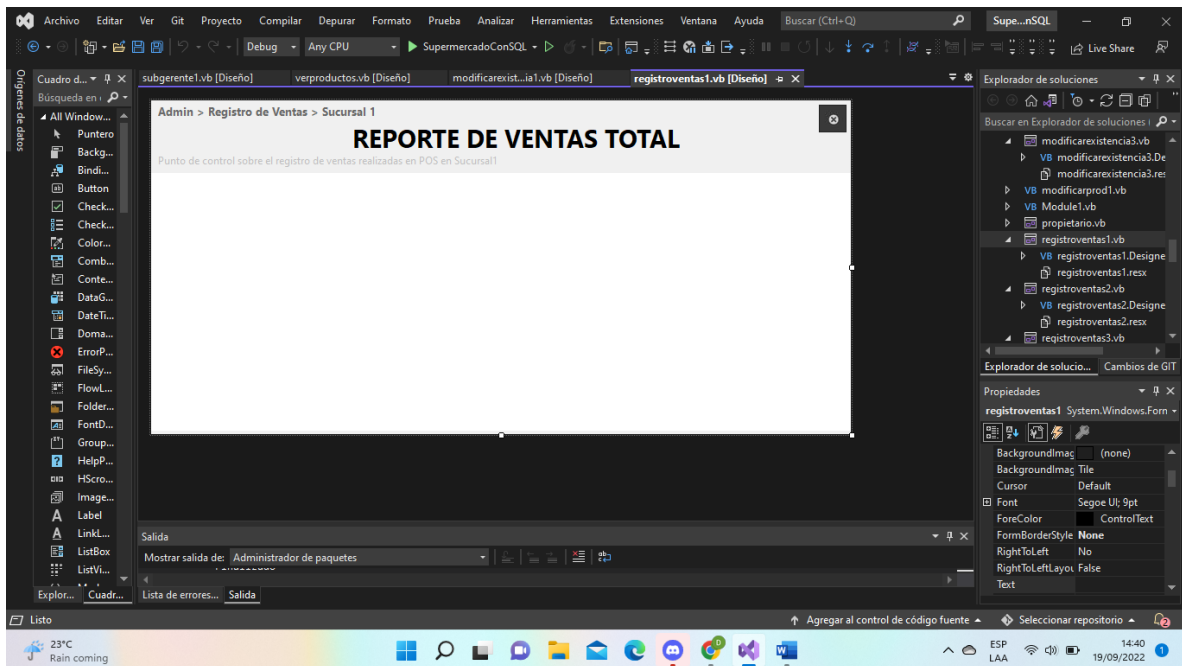 Archivo Editar Ver Git Proyecto Compilar Depurar Formato Prueba Analizar Herramientas Extensiones Ventana Ayuda Buscar (Ctrl+Q) Supe...nSQL
Debug Any CPU SupermercadoConSQL Live Share
Orígenes de datos
Cuadro d...
Búsqueda en
All Window...
Puntero
Backg...
Bindi...
Button
Check...
Check...
Color...
Comb...
Conte...
DataG...
DateTi...
Doma...
ErrorP...
FileSy...
FlowL...
Folder...
FontD...
Group...
HelpP...
HScro...
Image...
Label
LinkL...
ListBox
ListVi...
Explor... Cuadr...
subgerente1.vb [Diseño] verproductos.vb [Diseño] modificarexist...ia1.vb [Diseño] registroventas1.vb [Diseño]
Admin > Registro de Ventas > Sucursal 1
REPORTE DE VENTAS TOTAL
Punto de control sobre el registro de ventas realizadas en POS en Sucursal1
Salida
Mostrar salida de: Administrador de paquetes
Lista de errores... Salida
Explorador de soluciones
Buscar en Explorador de soluciones
modificarexistencia3.vb
VB modificarexistencia3.De
modificarexistencia3.res
VB modificarprod1.vb
VB Module1.vb
propietario.vb
registroventas1.vb
VB registroventas1.Designe
registroventas1.resx
registroventas2.vb
VB registroventas2.Designe
registroventas2.resx
registroventas3.vb
Explorador de solucio... Cambios de GIT
Propiedades
registroventas1 System.Windows.Forn
BackgroundImag (none)
BackgroundImag Tile
Cursor Default
Font Segoe UI; 9pt
ForeColor ControlText
FormBorderStyle None
RightToLeft No
RightToLeftLayou False
Text
Listo Agregar al control de código fuente Seleccionar repositorio 2
23°C
Rain coming
ESP
LAA
14:40
19/09/2022
1